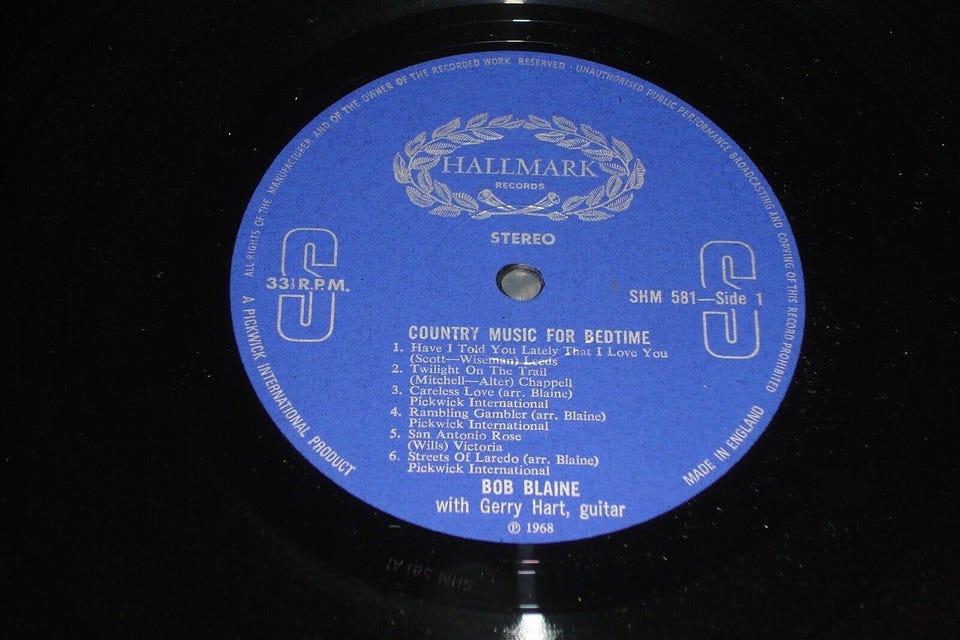 ALL RIGHTS OF THE MANUFACTURER AND OF THE OWNER OF THE RECORDED WORK RESERVED · UNAUTHORISED PUBLIC PERFORMANCE BROADCASTING AND COPYING OF THIS RECORD PROHIBITED
HALLMARK
RECORDS
STEREO
S
33⅓ R.P.M.
S
SHM 581—Side 1
COUNTRY MUSIC FOR BEDTIME
1. Have I Told You Lately That I Love You
(Scott—Wiseman) Leeds
2. Twilight On The Trail
(Mitchell—Alter) Chappell
3. Careless Love (arr. Blaine)
Pickwick International
4. Rambling Gambler (arr. Blaine)
Pickwick International
5. San Antonio Rose
(Wills) Victoria
6. Streets Of Laredo (arr. Blaine)
Pickwick International
BOB BLAINE
with Gerry Hart, guitar
℗ 1968
A PICKWICK INTERNATIONAL PRODUCT
MADE IN ENGLAND
SHM 581 A1